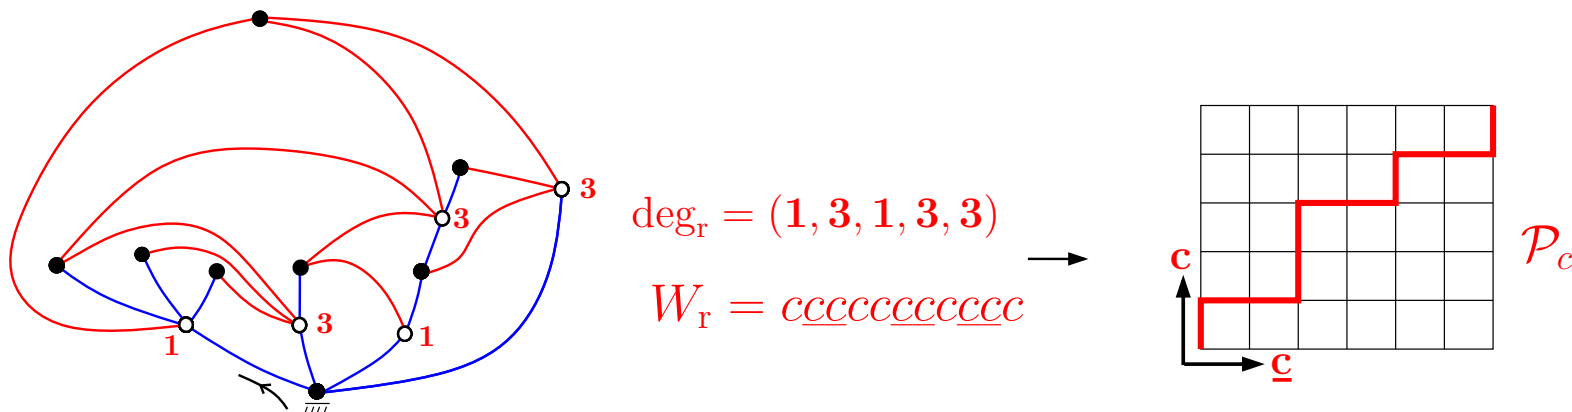 3
3
3
1
1
deg_r = (1, 3, 1, 3, 3)
W_r = cc̲c̲ccc̲c̲cc̲c̲c
c
c̲
𝒫_c